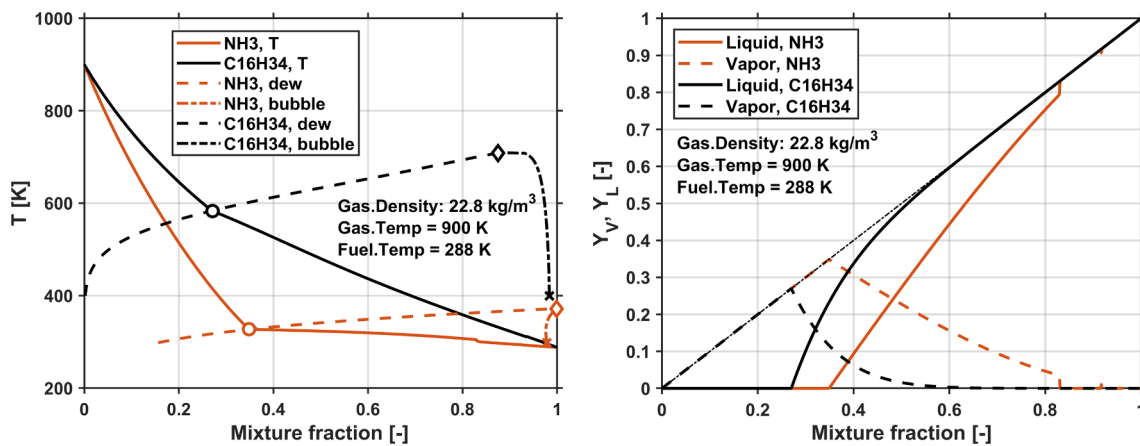 1000
800
600
400
200
T [K]
0
0.2
0.4
0.6
0.8
1
Mixture fraction [-]
NH3, T
C16H34, T
NH3, dew
NH3, bubble
C16H34, dew
C16H34, bubble
Gas.Density: 22.8 kg/m³
Gas.Temp = 900 K
Fuel.Temp = 288 K
1
0.9
0.8
0.7
0.6
0.5
0.4
0.3
0.2
0.1
0
Y_V, Y_L [-]
0
0.2
0.4
0.6
0.8
1
Mixture fraction [-]
Liquid, NH3
Vapor, NH3
Liquid, C16H34
Vapor, C16H34
Gas.Density: 22.8 kg/m³
Gas.Temp = 900 K
Fuel.Temp = 288 K